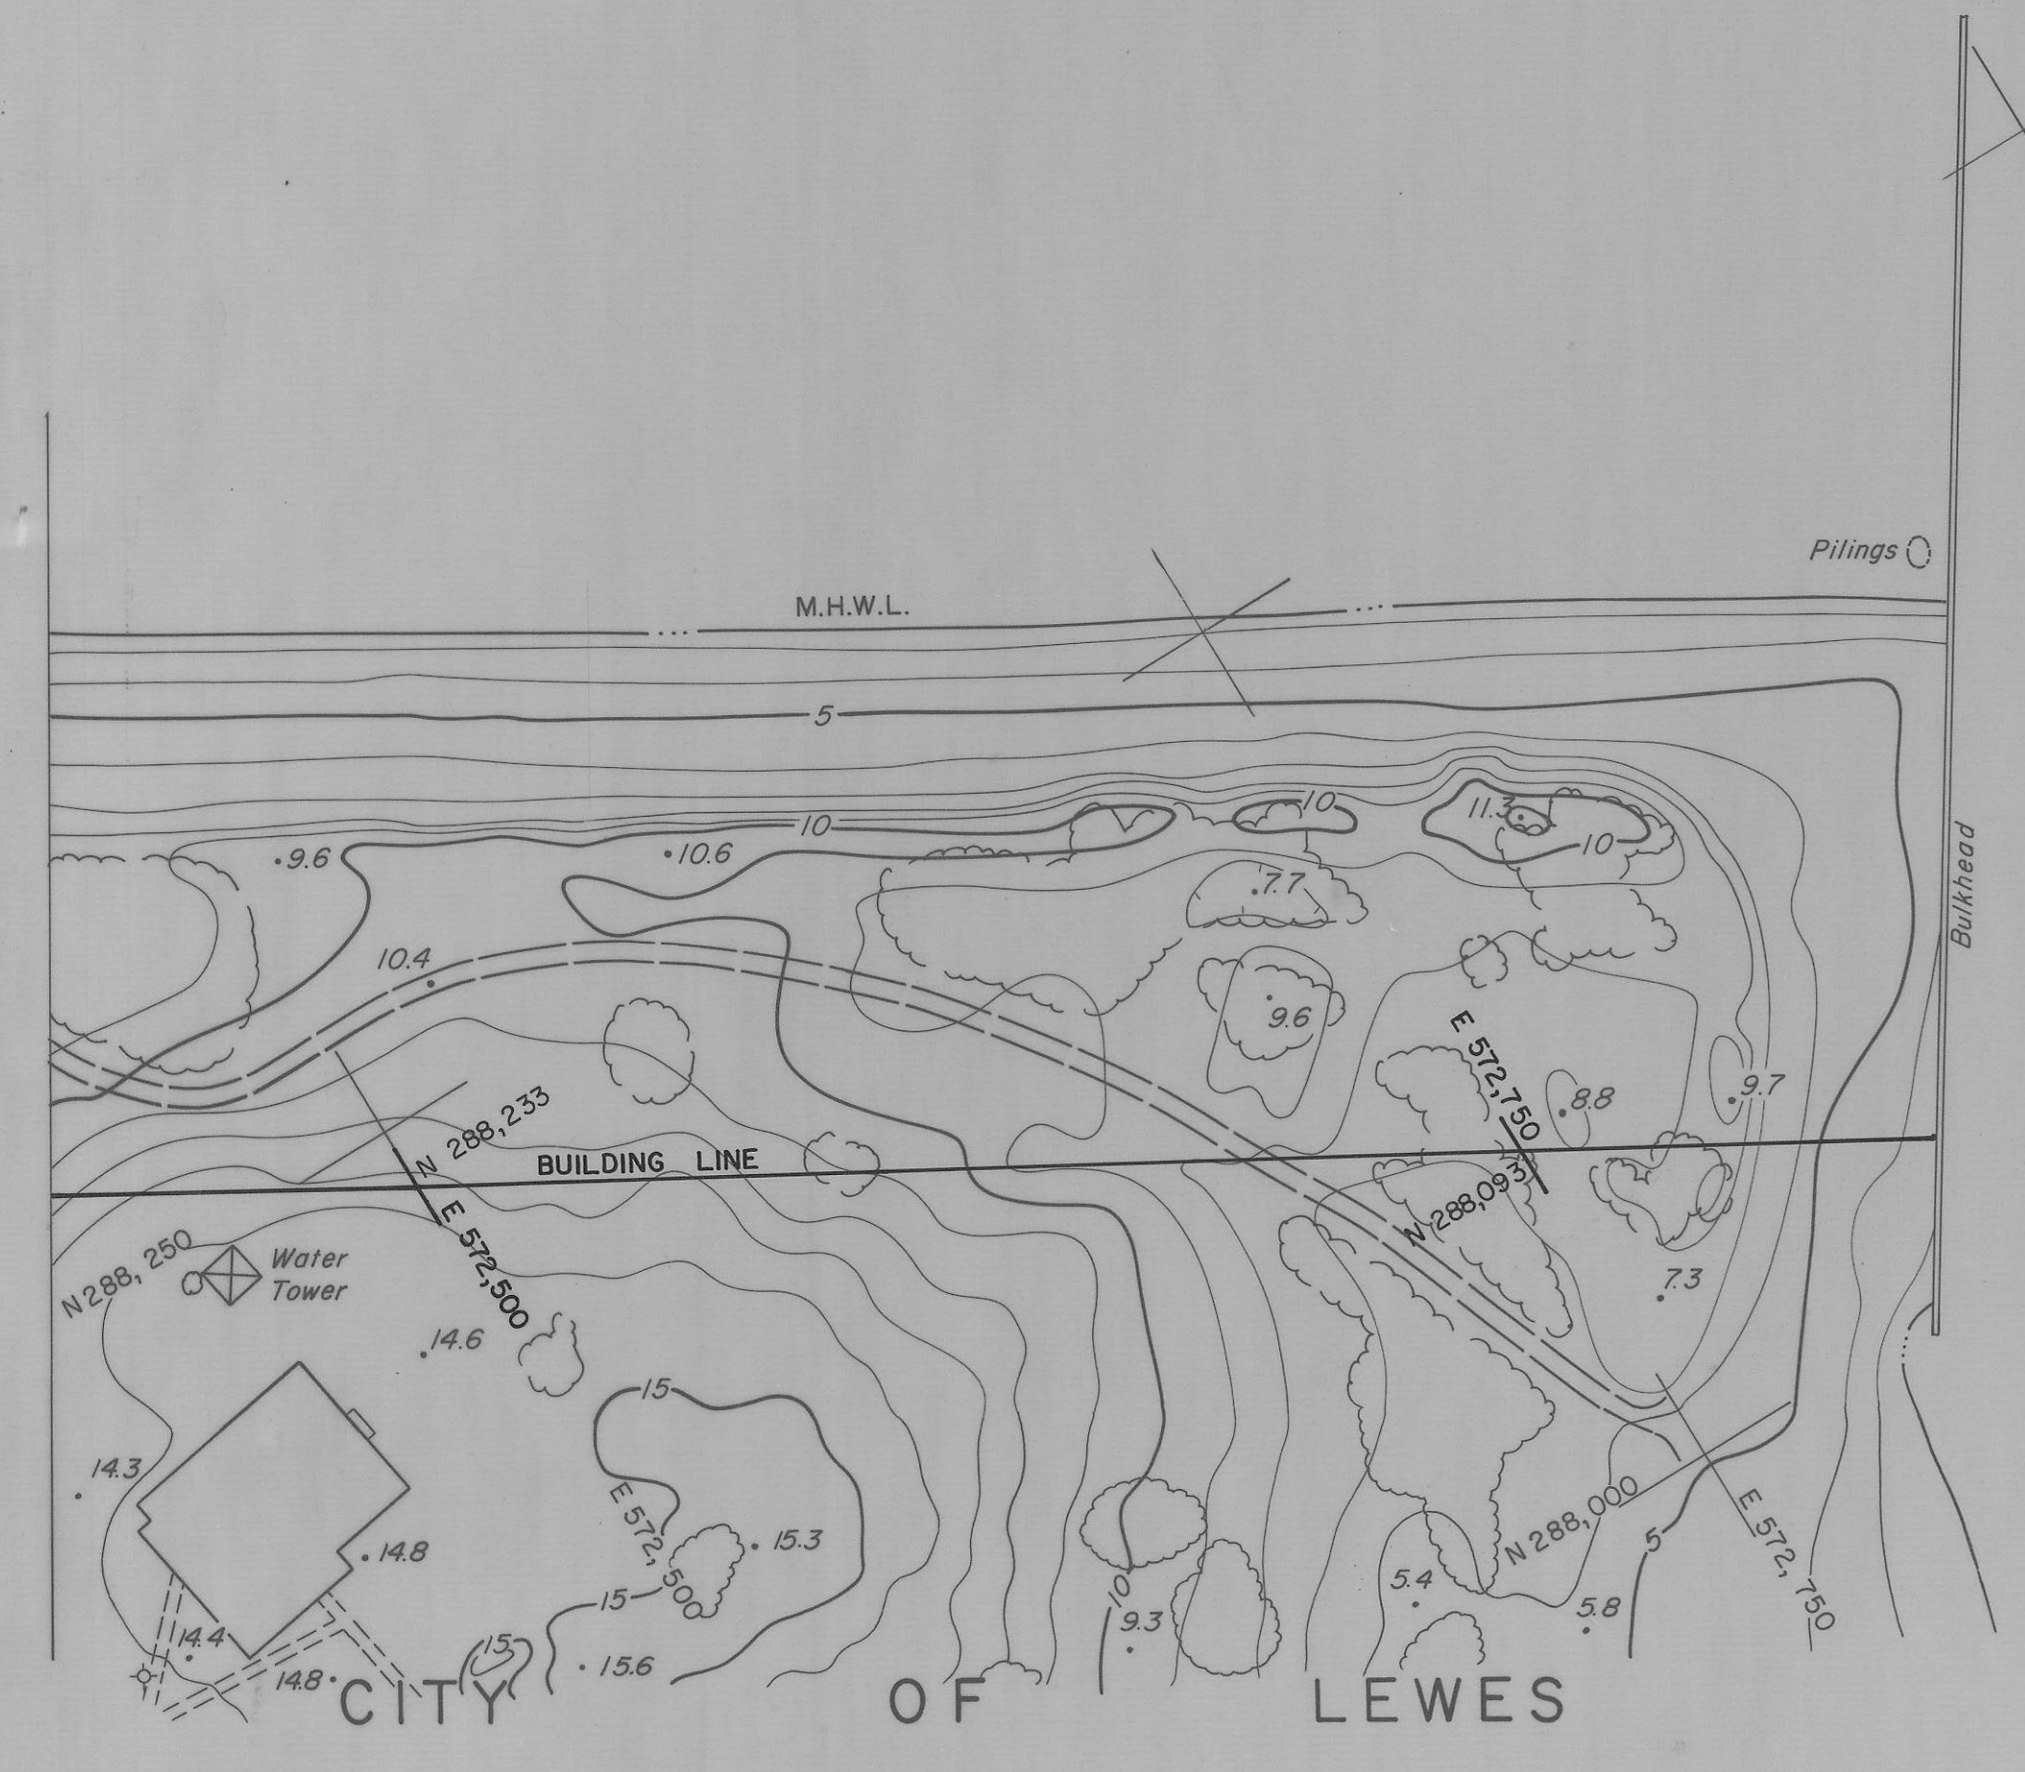 Pilings
M.H.W.L.
5
10
11.3
10
10
9.6
10.6
7.7
Bulkhead
10.4
9.6
E 572,750
8.8
9.7
N 288,233
BUILDING LINE
N 288,093
E 572,500
N 288,250
Water
Tower
7.3
14.6
15
14.3
E 572,500
15.3
14.8
N 288,000
E 572,750
5
15
10
5.4
5.8
9.3
14.4
15
15.6
14.8
CITY OF LEWES